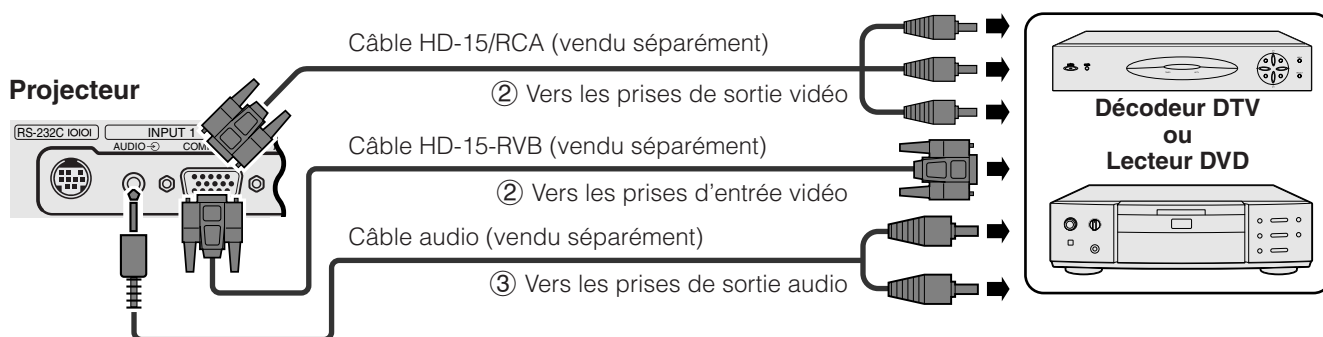 Projecteur
RS-232C IOIOI
INPUT 1
AUDIO
Câble HD-15/RCA (vendu séparément)
② Vers les prises de sortie vidéo
Câble HD-15-RVB (vendu séparément)
② Vers les prises d'entrée vidéo
Câble audio (vendu séparément)
③ Vers les prises de sortie audio
Décodeur DTV
ou
Lecteur DVD